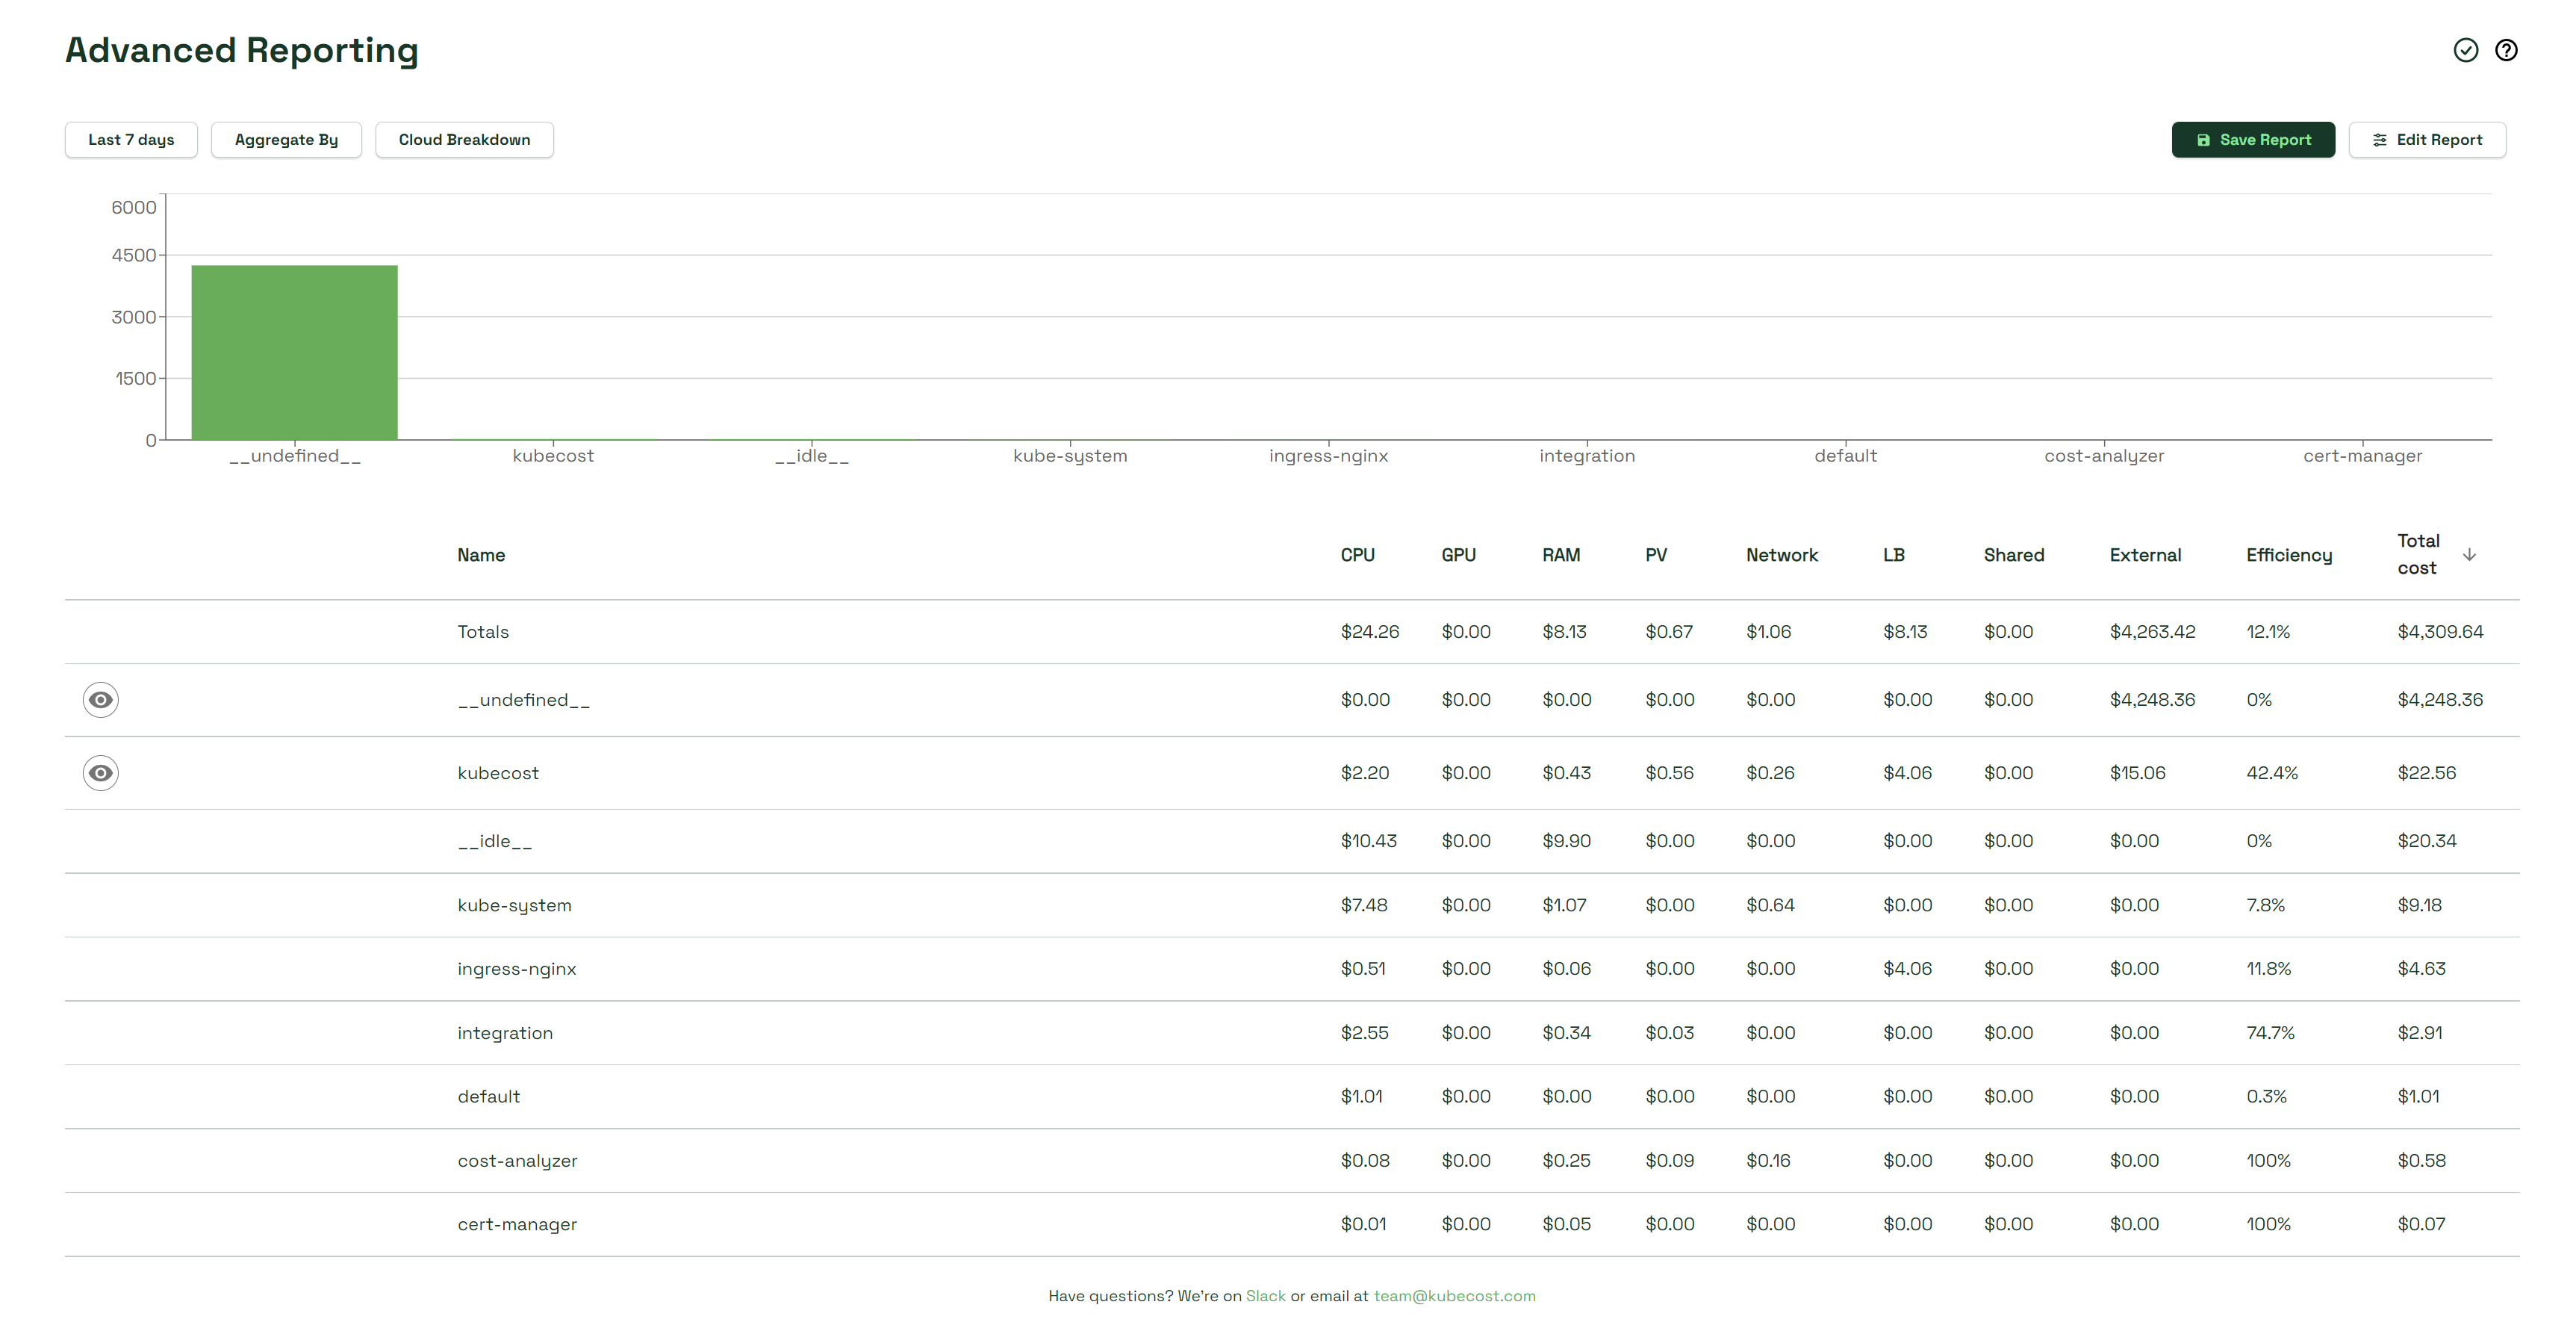 Advanced Reporting
Last 7 days Aggregate By Cloud Breakdown Save Report Edit Report
6000
4500
3000
1500
0
__undefined__ kubecost __idle__ kube-system ingress-nginx integration default cost-analyzer cert-manager
Name CPU GPU RAM PV Network LB Shared External Efficiency Total cost
Totals $24.26 $0.00 $8.13 $0.67 $1.06 $8.13 $0.00 $4,263.42 12.1% $4,309.64
__undefined__ $0.00 $0.00 $0.00 $0.00 $0.00 $0.00 $0.00 $4,248.36 0% $4,248.36
kubecost $2.20 $0.00 $0.43 $0.56 $0.26 $4.06 $0.00 $15.06 42.4% $22.56
__idle__ $10.43 $0.00 $9.90 $0.00 $0.00 $0.00 $0.00 $0.00 0% $20.34
kube-system $7.48 $0.00 $1.07 $0.00 $0.64 $0.00 $0.00 $0.00 7.8% $9.18
ingress-nginx $0.51 $0.00 $0.06 $0.00 $0.00 $4.06 $0.00 $0.00 11.8% $4.63
integration $2.55 $0.00 $0.34 $0.03 $0.00 $0.00 $0.00 $0.00 74.7% $2.91
default $1.01 $0.00 $0.00 $0.00 $0.00 $0.00 $0.00 $0.00 0.3% $1.01
cost-analyzer $0.08 $0.00 $0.25 $0.09 $0.16 $0.00 $0.00 $0.00 100% $0.58
cert-manager $0.01 $0.00 $0.05 $0.00 $0.00 $0.00 $0.00 $0.00 100% $0.07
Have questions? We're on Slack or email at team@kubecost.com